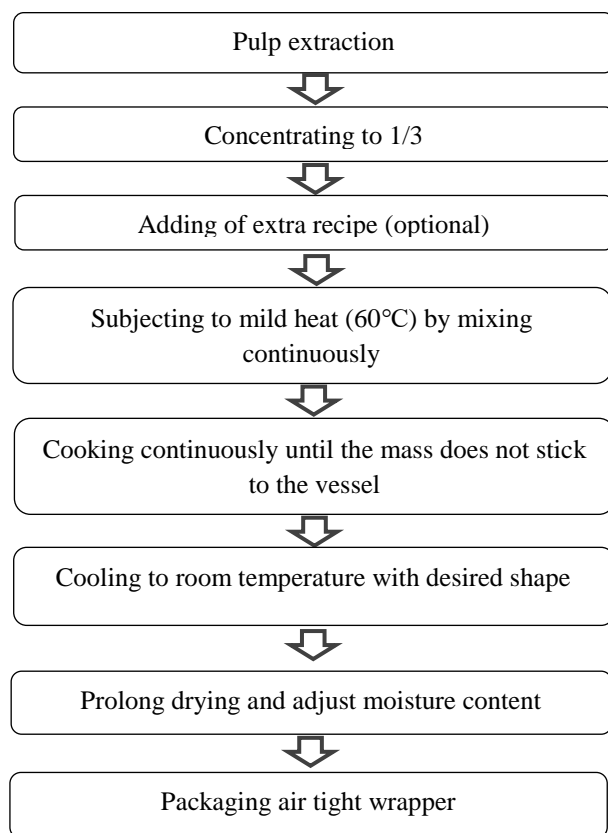 Pulp extraction
Concentrating to 1/3
Adding of extra recipe (optional)
Subjecting to mild heat (60°C) by mixing
continuously
Cooking continuously until the mass does not stick
to the vessel
Cooling to room temperature with desired shape
Prolong drying and adjust moisture content
Packaging air tight wrapper